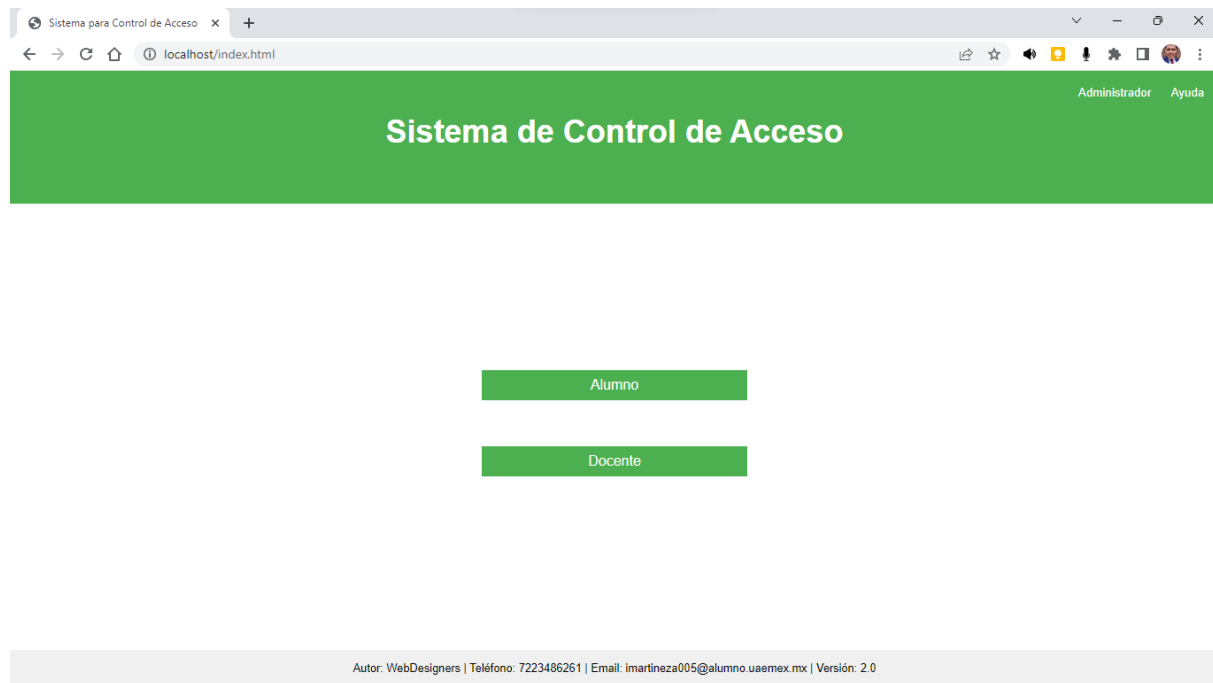 Sistema para Control de Acceso
localhost/index.html
Administrador Ayuda
Sistema de Control de Acceso
Alumno
Docente
Autor: WebDesigners | Teléfono: 7223486261 | Email: imartineza005@alumno.uaemex.mx | Versión: 2.0